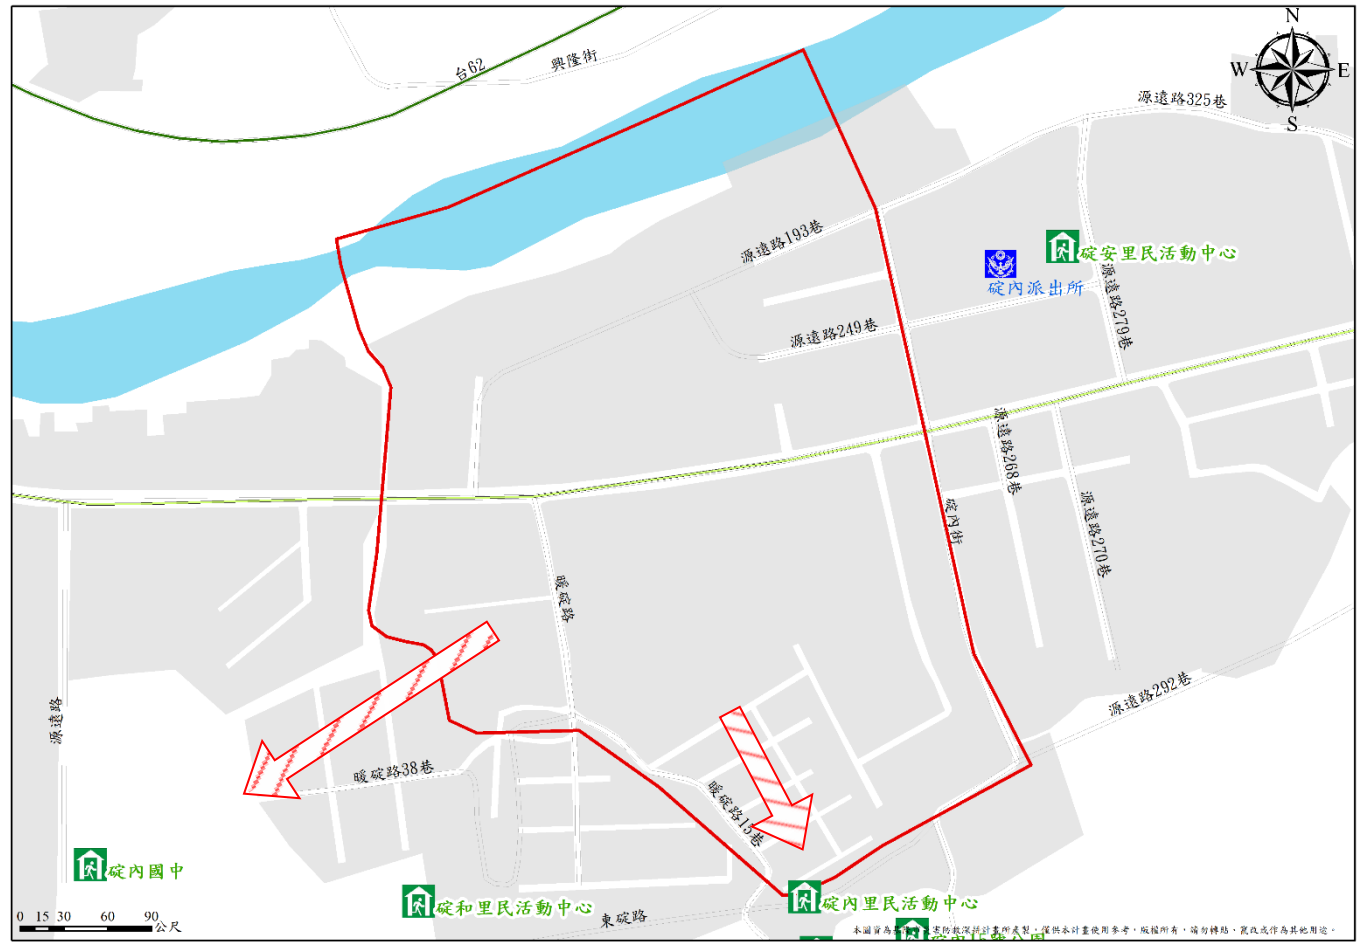 N
W
E
S
台62
興隆街
源遠路325巷
源遠路193巷
碇安里民活動中心
碇內派出所
源遠路279巷
源遠路249巷
源遠路268巷
碇內街
源遠路270巷
暖碇路
源遠路
源遠路292巷
暖碇路38巷
暖碇路15巷
碇內國中
碇和里民活動中心
碇內里民活動中心
東碇路
0 15 30 60 90
公尺